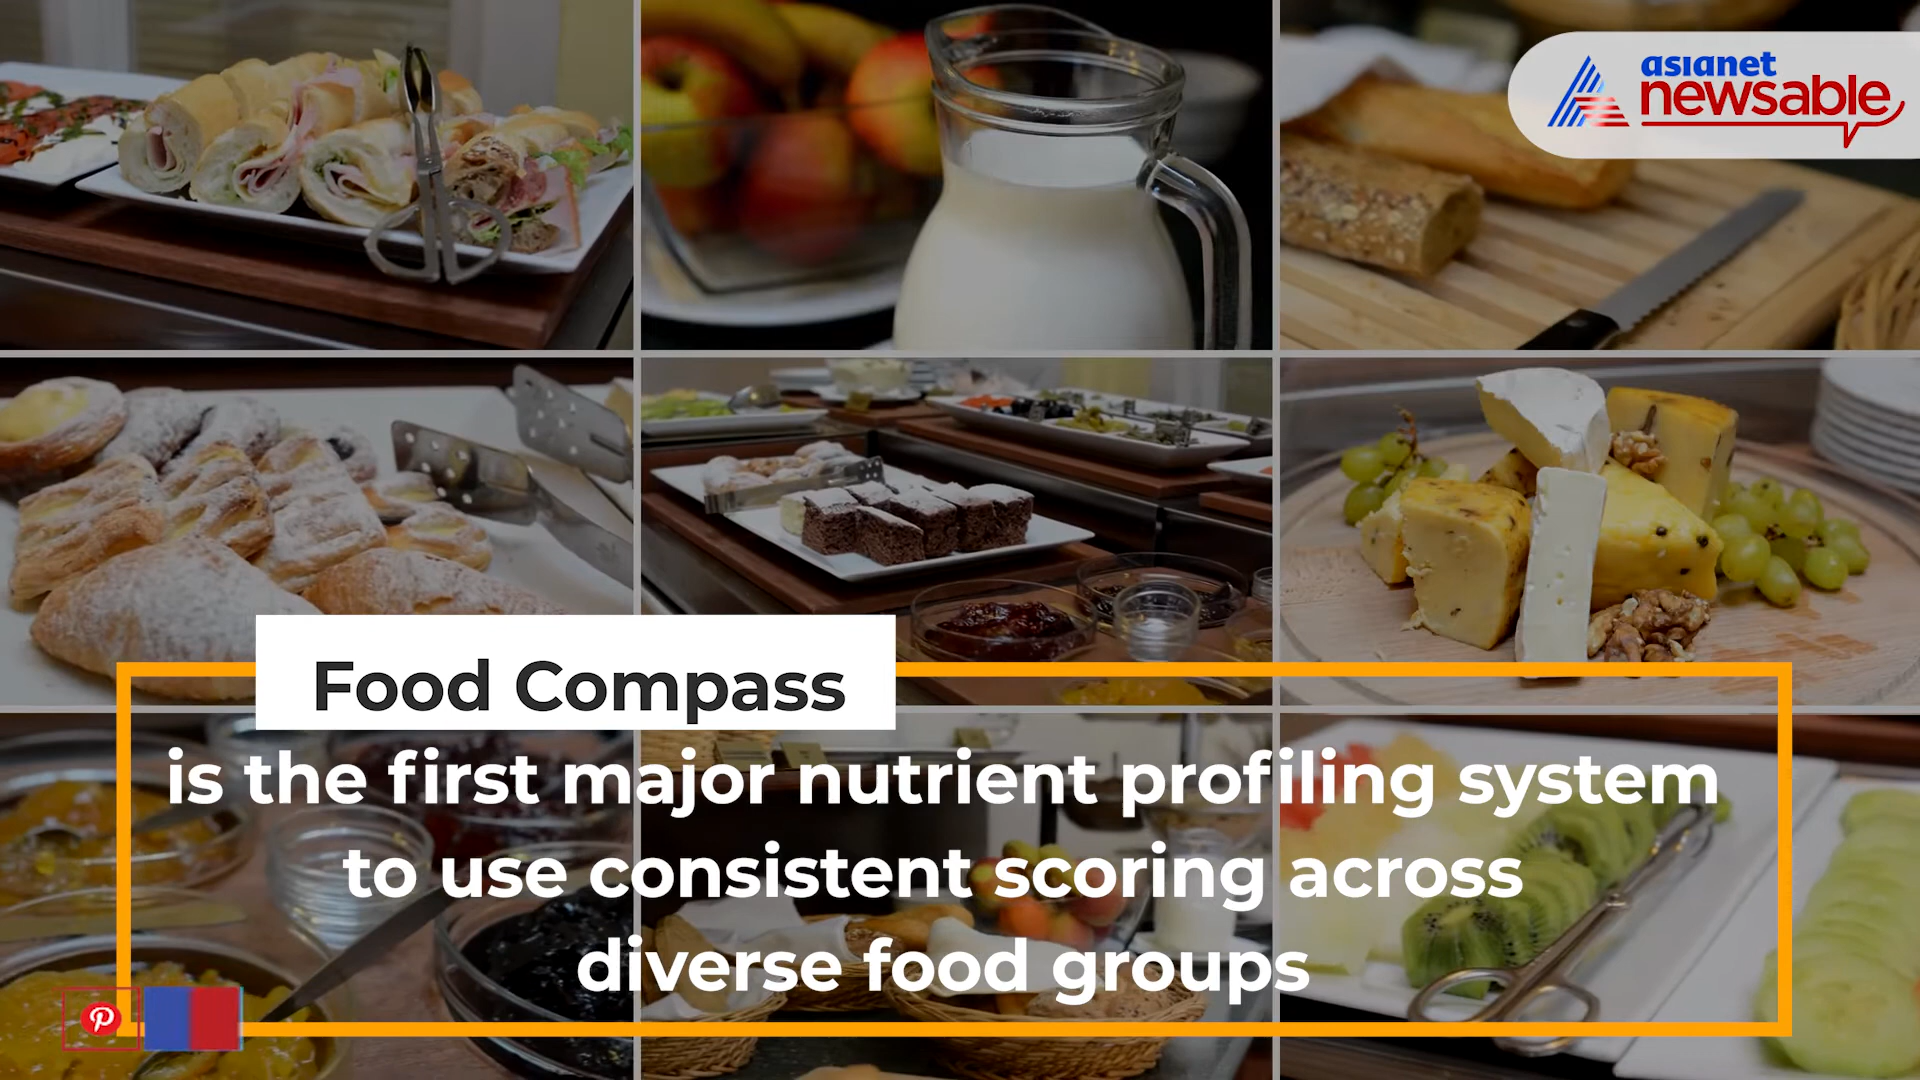 asianet
newsable
Food Compass
is the first major nutrient profiling system
to use consistent scoring across
diverse food groups